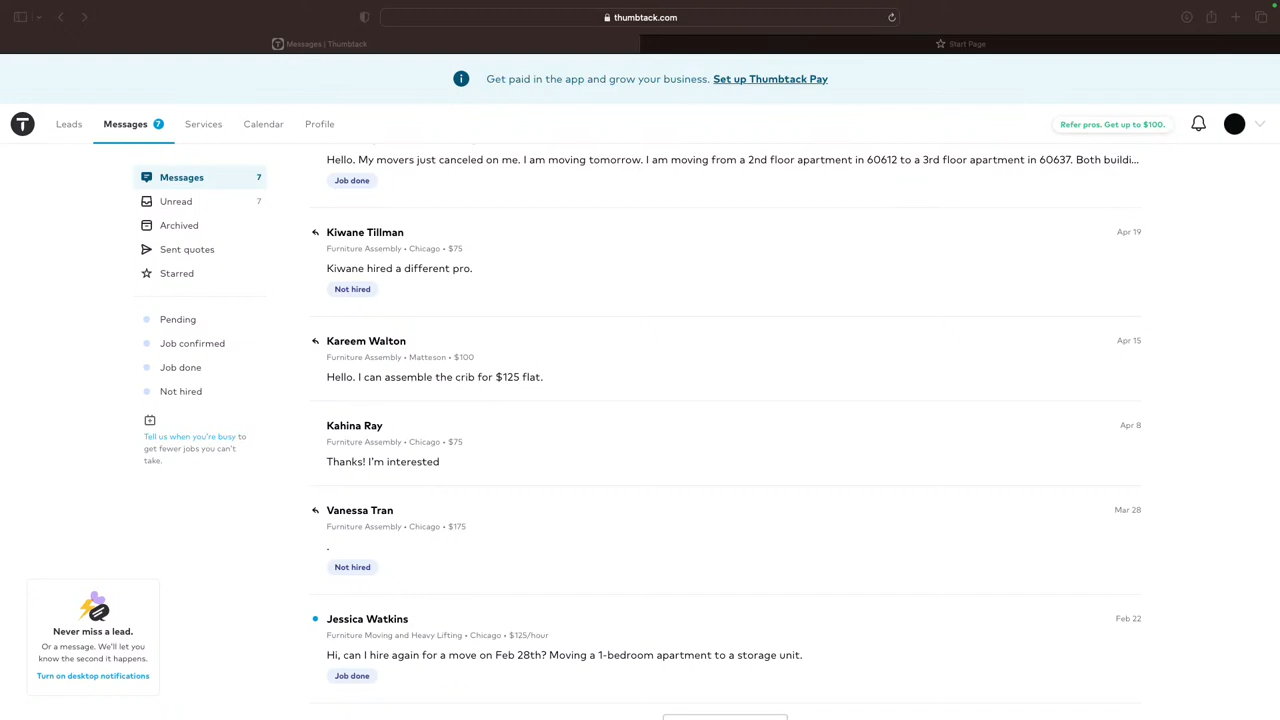 thumbtack.com
Messages | Thumbtack
Start Page
Get paid in the app and grow your business. Set up Thumbtack Pay
Leads
Messages 7
Services
Calendar
Profile
Refer pros. Get up to $100.
Messages 7
Unread 7
Archived
Sent quotes
Starred
Pending
Job confirmed
Job done
Not hired
Tell us when you're busy to
get fewer jobs you can't
take.
Never miss a lead.
Or a message. We'll let you
know the second it happens.
Turn on desktop notifications
Hello. My movers just canceled on me. I am moving tomorrow. I am moving from a 2nd floor apartment in 60612 to a 3rd floor apartment in 60637. Both buildi...
Job done
Kiwane Tillman Apr 19
Furniture Assembly • Chicago • $75
Kiwane hired a different pro.
Not hired
Kareem Walton Apr 15
Furniture Assembly • Matteson • $100
Hello. I can assemble the crib for $125 flat.
Kahina Ray Apr 8
Furniture Assembly • Chicago • $75
Thanks! I'm interested
Vanessa Tran Mar 28
Furniture Assembly • Chicago • $175
.
Not hired
Jessica Watkins Feb 22
Furniture Moving and Heavy Lifting • Chicago • $125/hour
Hi, can I hire again for a move on Feb 28th? Moving a 1-bedroom apartment to a storage unit.
Job done